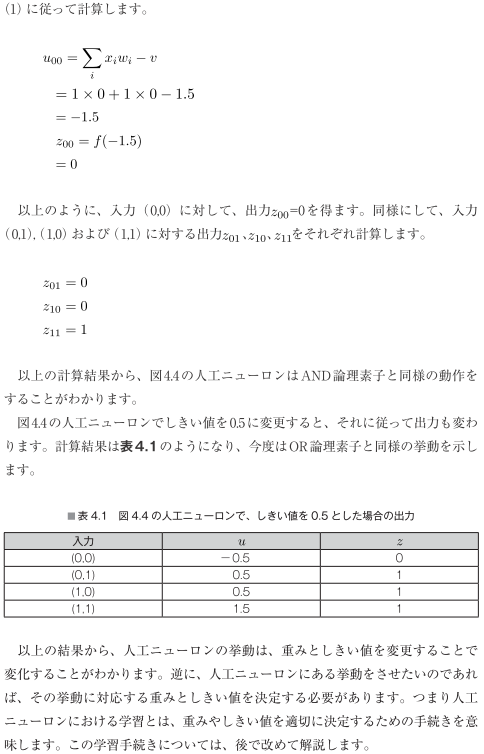 (1) に従って計算します。
u₀₀ = ∑ᵢ xᵢwᵢ − v
= 1 × 0 + 1 × 0 − 1.5
= −1.5
z₀₀ = f(−1.5)
= 0
以上のように、入力（0,0）に対して、出力z₀₀=0を得ます。同様にして、入力
(0,1)、(1,0) および (1,1) に対する出力z₀₁、z₁₀、z₁₁をそれぞれ計算します。
z₀₁ = 0
z₁₀ = 0
z₁₁ = 1
以上の計算結果から、図4.4の人工ニューロンはAND論理素子と同様の動作を
することがわかります。
図4.4の人工ニューロンでしきい値を0.5に変更すると、それに従って出力も変わ
ります。計算結果は表4.1のようになり、今度はOR論理素子と同様の挙動を示し
ます。
■表 4.1　図 4.4 の人工ニューロンで、しきい値を 0.5 とした場合の出力
入力 u z
(0,0) −0.5 0
(0,1) 0.5 1
(1,0) 0.5 1
(1,1) 1.5 1
以上の結果から、人工ニューロンの挙動は、重みとしきい値を変更することで
変化することがわかります。逆に、人工ニューロンにある挙動をさせたいのであれ
ば、その挙動に対応する重みとしきい値を決定する必要があります。つまり人工
ニューロンにおける学習とは、重みやしきい値を適切に決定するための手続きを意
味します。この学習手続きについては、後で改めて解説します。